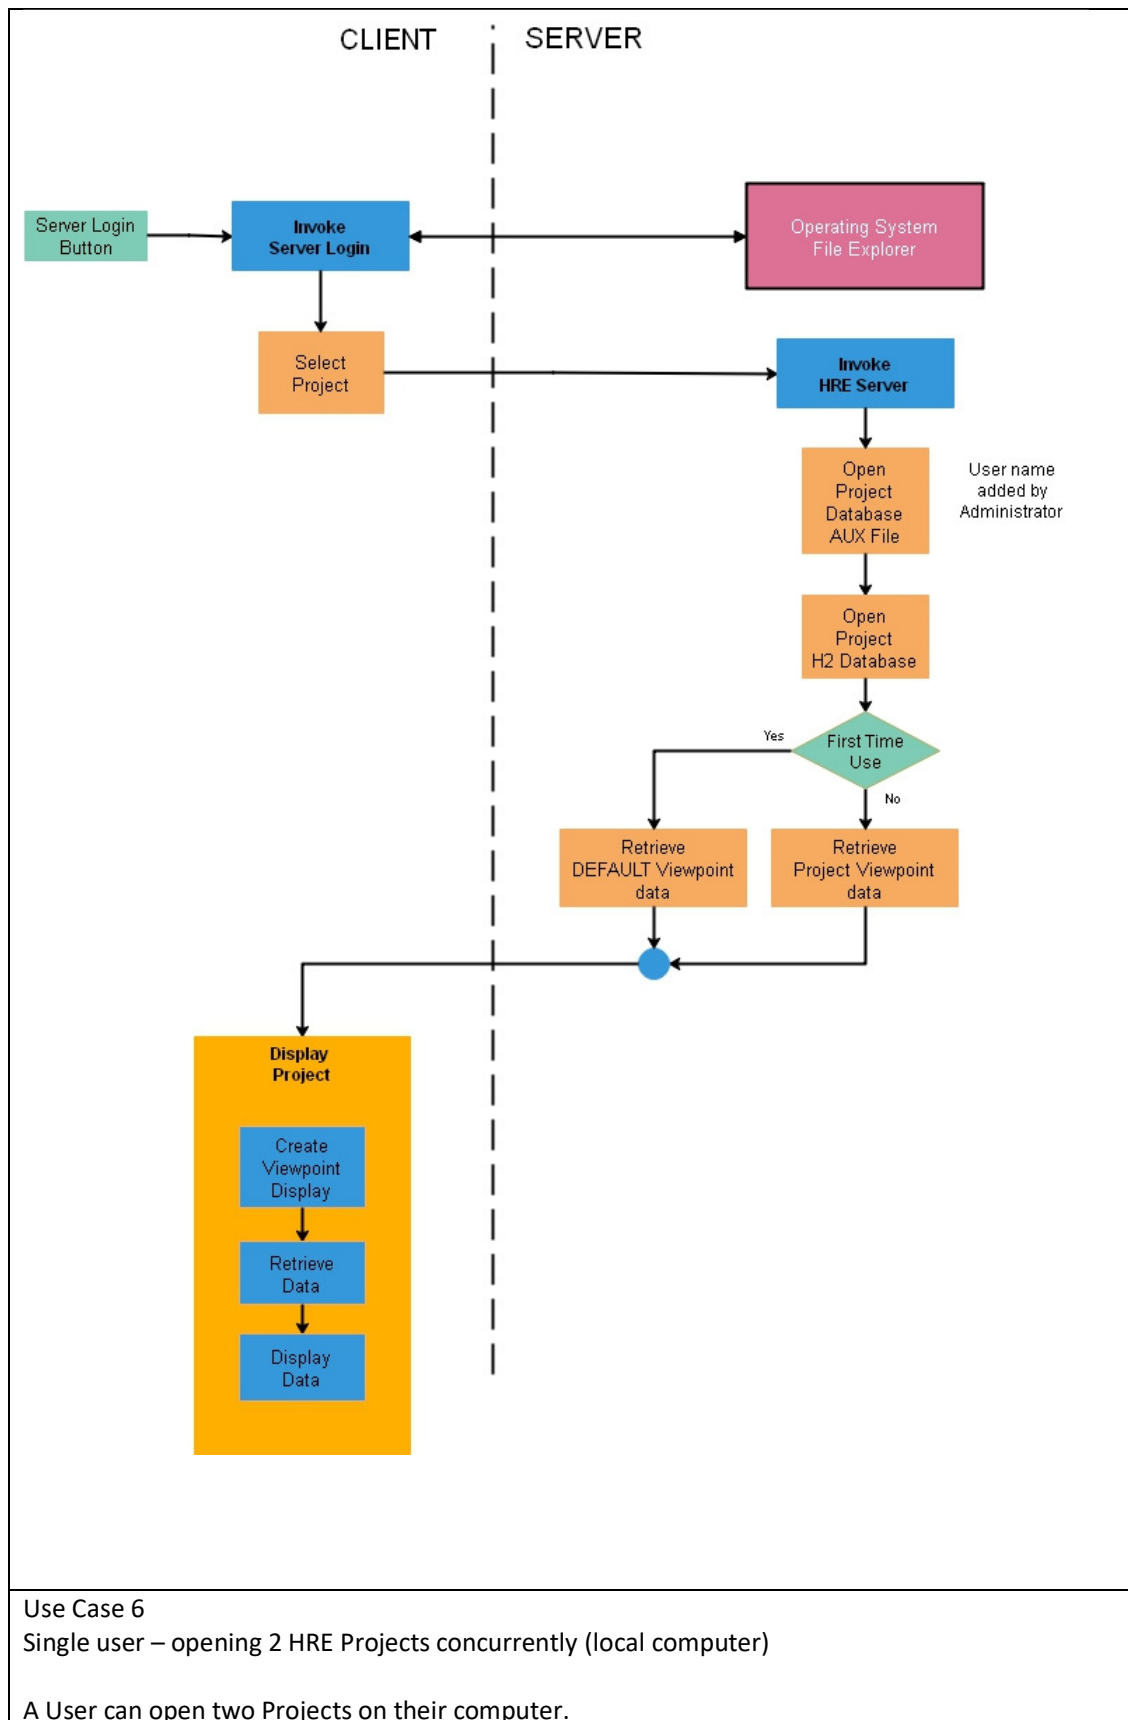 CLIENT
SERVER
Server Login
Button
Invoke
Server Login
Operating System
File Explorer
Select
Project
Invoke
HRE Server
Open
Project
Database
AUX File
User name
added by
Administrator
Open
Project
H2 Database
First Time
Use
Yes
No
Retrieve
DEFAULT Viewpoint
data
Retrieve
Project Viewpoint
data
Display
Project
Create
Viewpoint
Display
Retrieve
Data
Display
Data
Use Case 6
Single user – opening 2 HRE Projects concurrently (local computer)
A User can open two Projects on their computer.